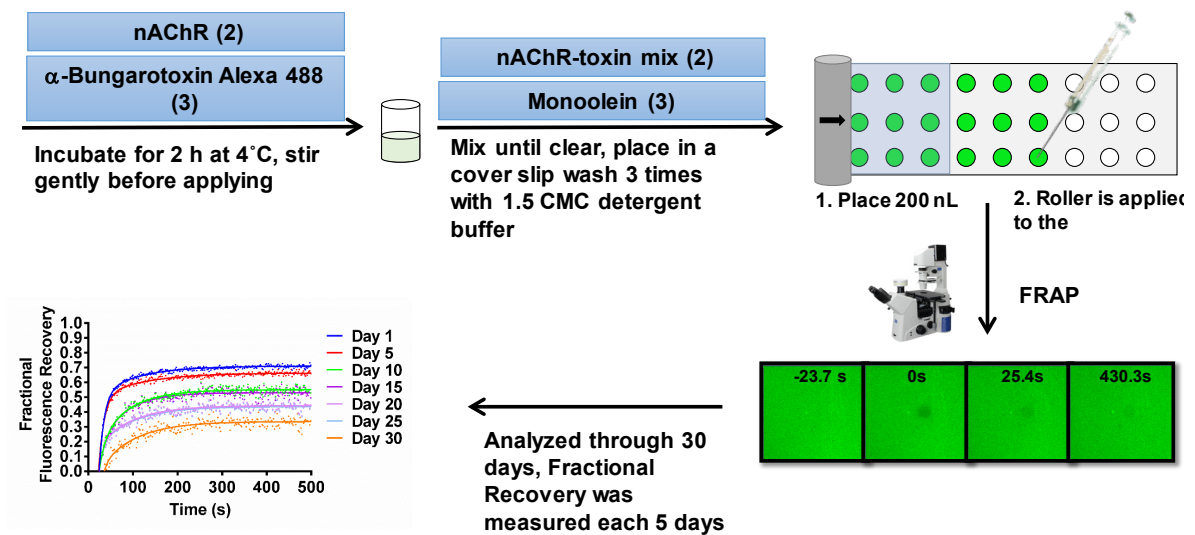 nAChR (2)
α-Bungarotoxin Alexa 488
(3)
Incubate for 2 h at 4˚C, stir
gently before applying
nAChR-toxin mix (2)
Monoolein (3)
Mix until clear, place in a
cover slip wash 3 times
with 1.5 CMC detergent
buffer
1. Place 200 nL
2. Roller is applied
to the
FRAP
-23.7 s
0s
25.4s
430.3s
Analyzed through 30
days, Fractional
Recovery was
measured each 5 days
Fractional
Fluorescence Recovery
1.0
0.9
0.8
0.7
0.6
0.5
0.4
0.3
0.2
0.1
0.0
0 100 200 300 400 500
Time (s)
Day 1
Day 5
Day 10
Day 15
Day 20
Day 25
Day 30